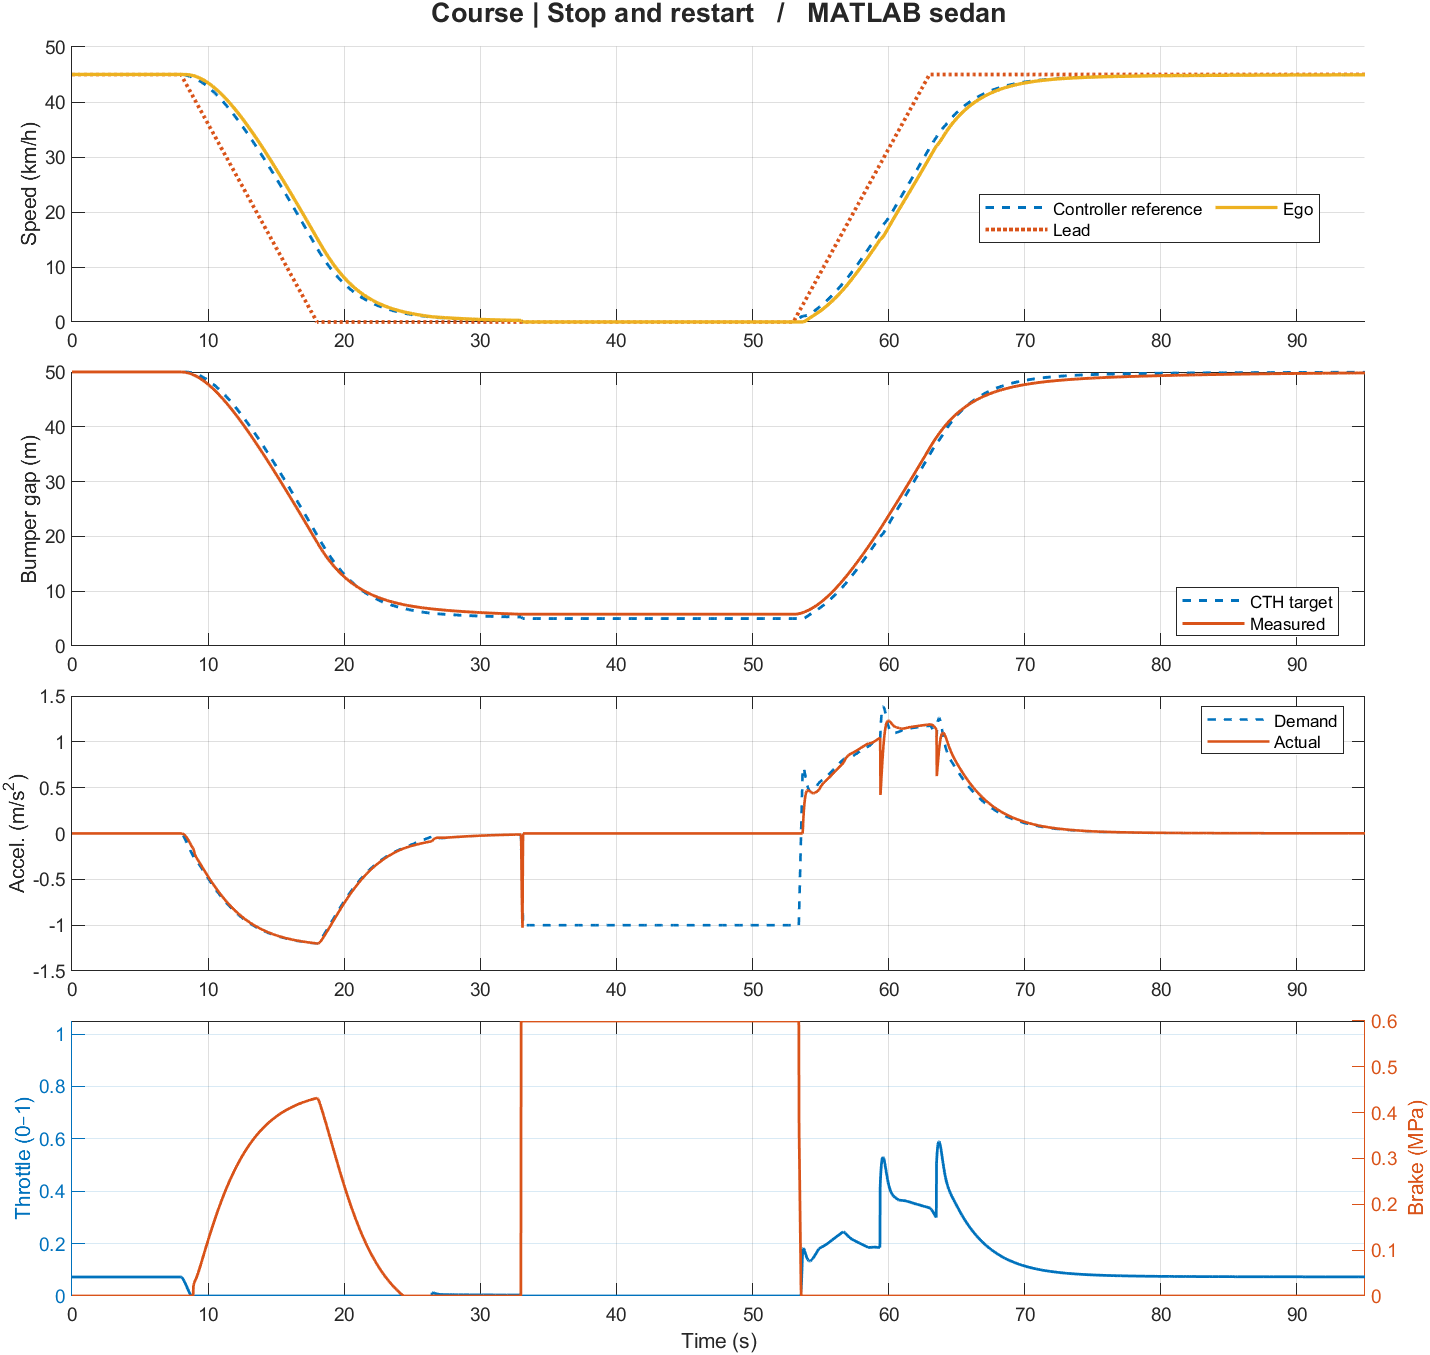 Course | Stop and restart / MATLAB sedan
Speed (km/h)
50
40
30
20
10
0
Controller reference
Ego
Lead
0 10 20 30 40 50 60 70 80 90
Bumper gap (m)
50
40
30
20
10
0
CTH target
Measured
0 10 20 30 40 50 60 70 80 90
Accel. (m/s²)
1.5
1
0.5
0
-0.5
-1
-1.5
Demand
Actual
0 10 20 30 40 50 60 70 80 90
Throttle (0–1)
1
0.8
0.6
0.4
0.2
0
Brake (MPa)
0.6
0.5
0.4
0.3
0.2
0.1
0
0 10 20 30 40 50 60 70 80 90
Time (s)